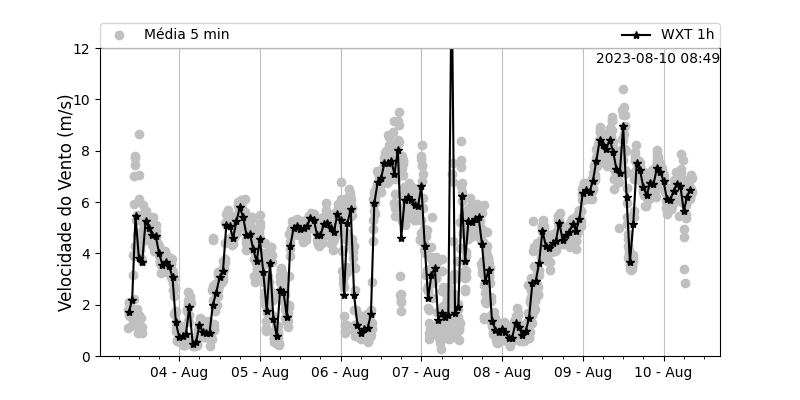 Média 5 min
WXT 1h
2023-08-10 08:49
Velocidade do Vento (m/s)
12
10
8
6
4
2
0
04 - Aug
05 - Aug
06 - Aug
07 - Aug
08 - Aug
09 - Aug
10 - Aug